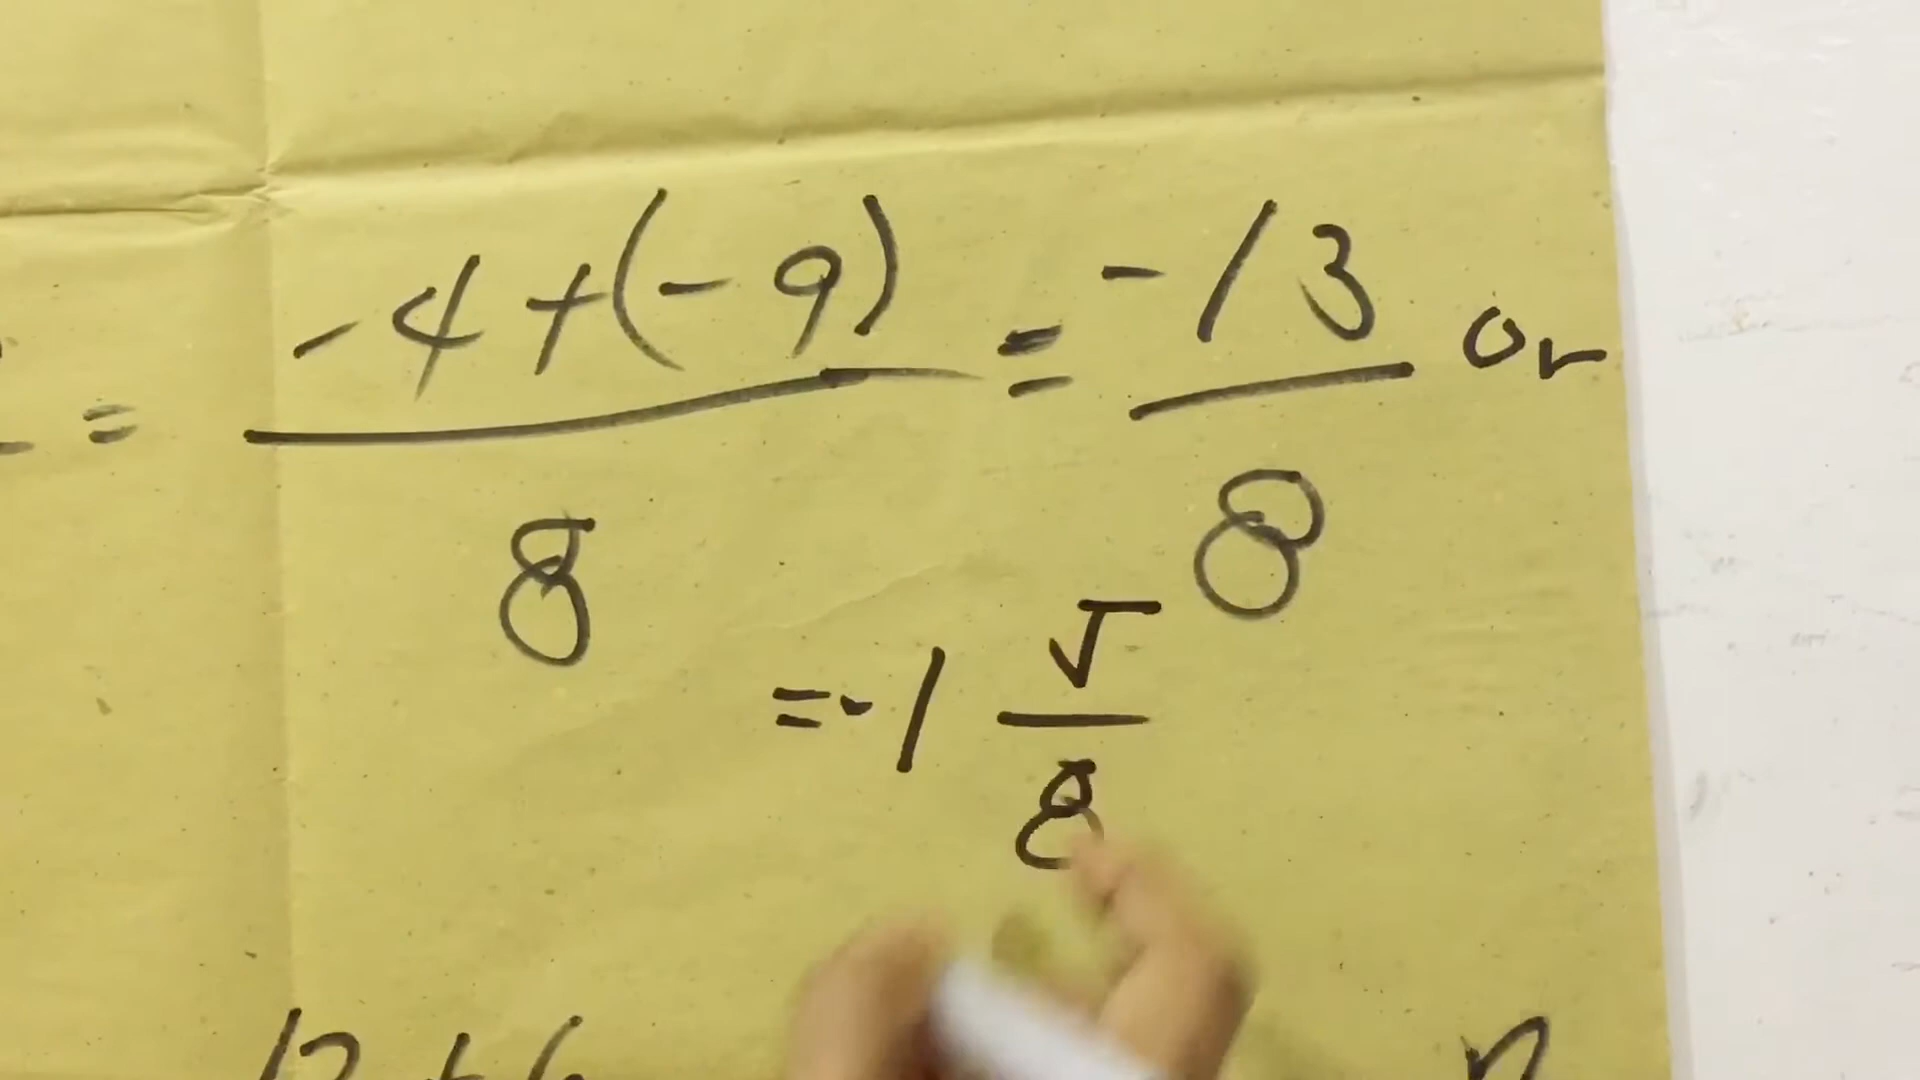 = -4+(-9)/8 = -13/8 or
=-1 5/8